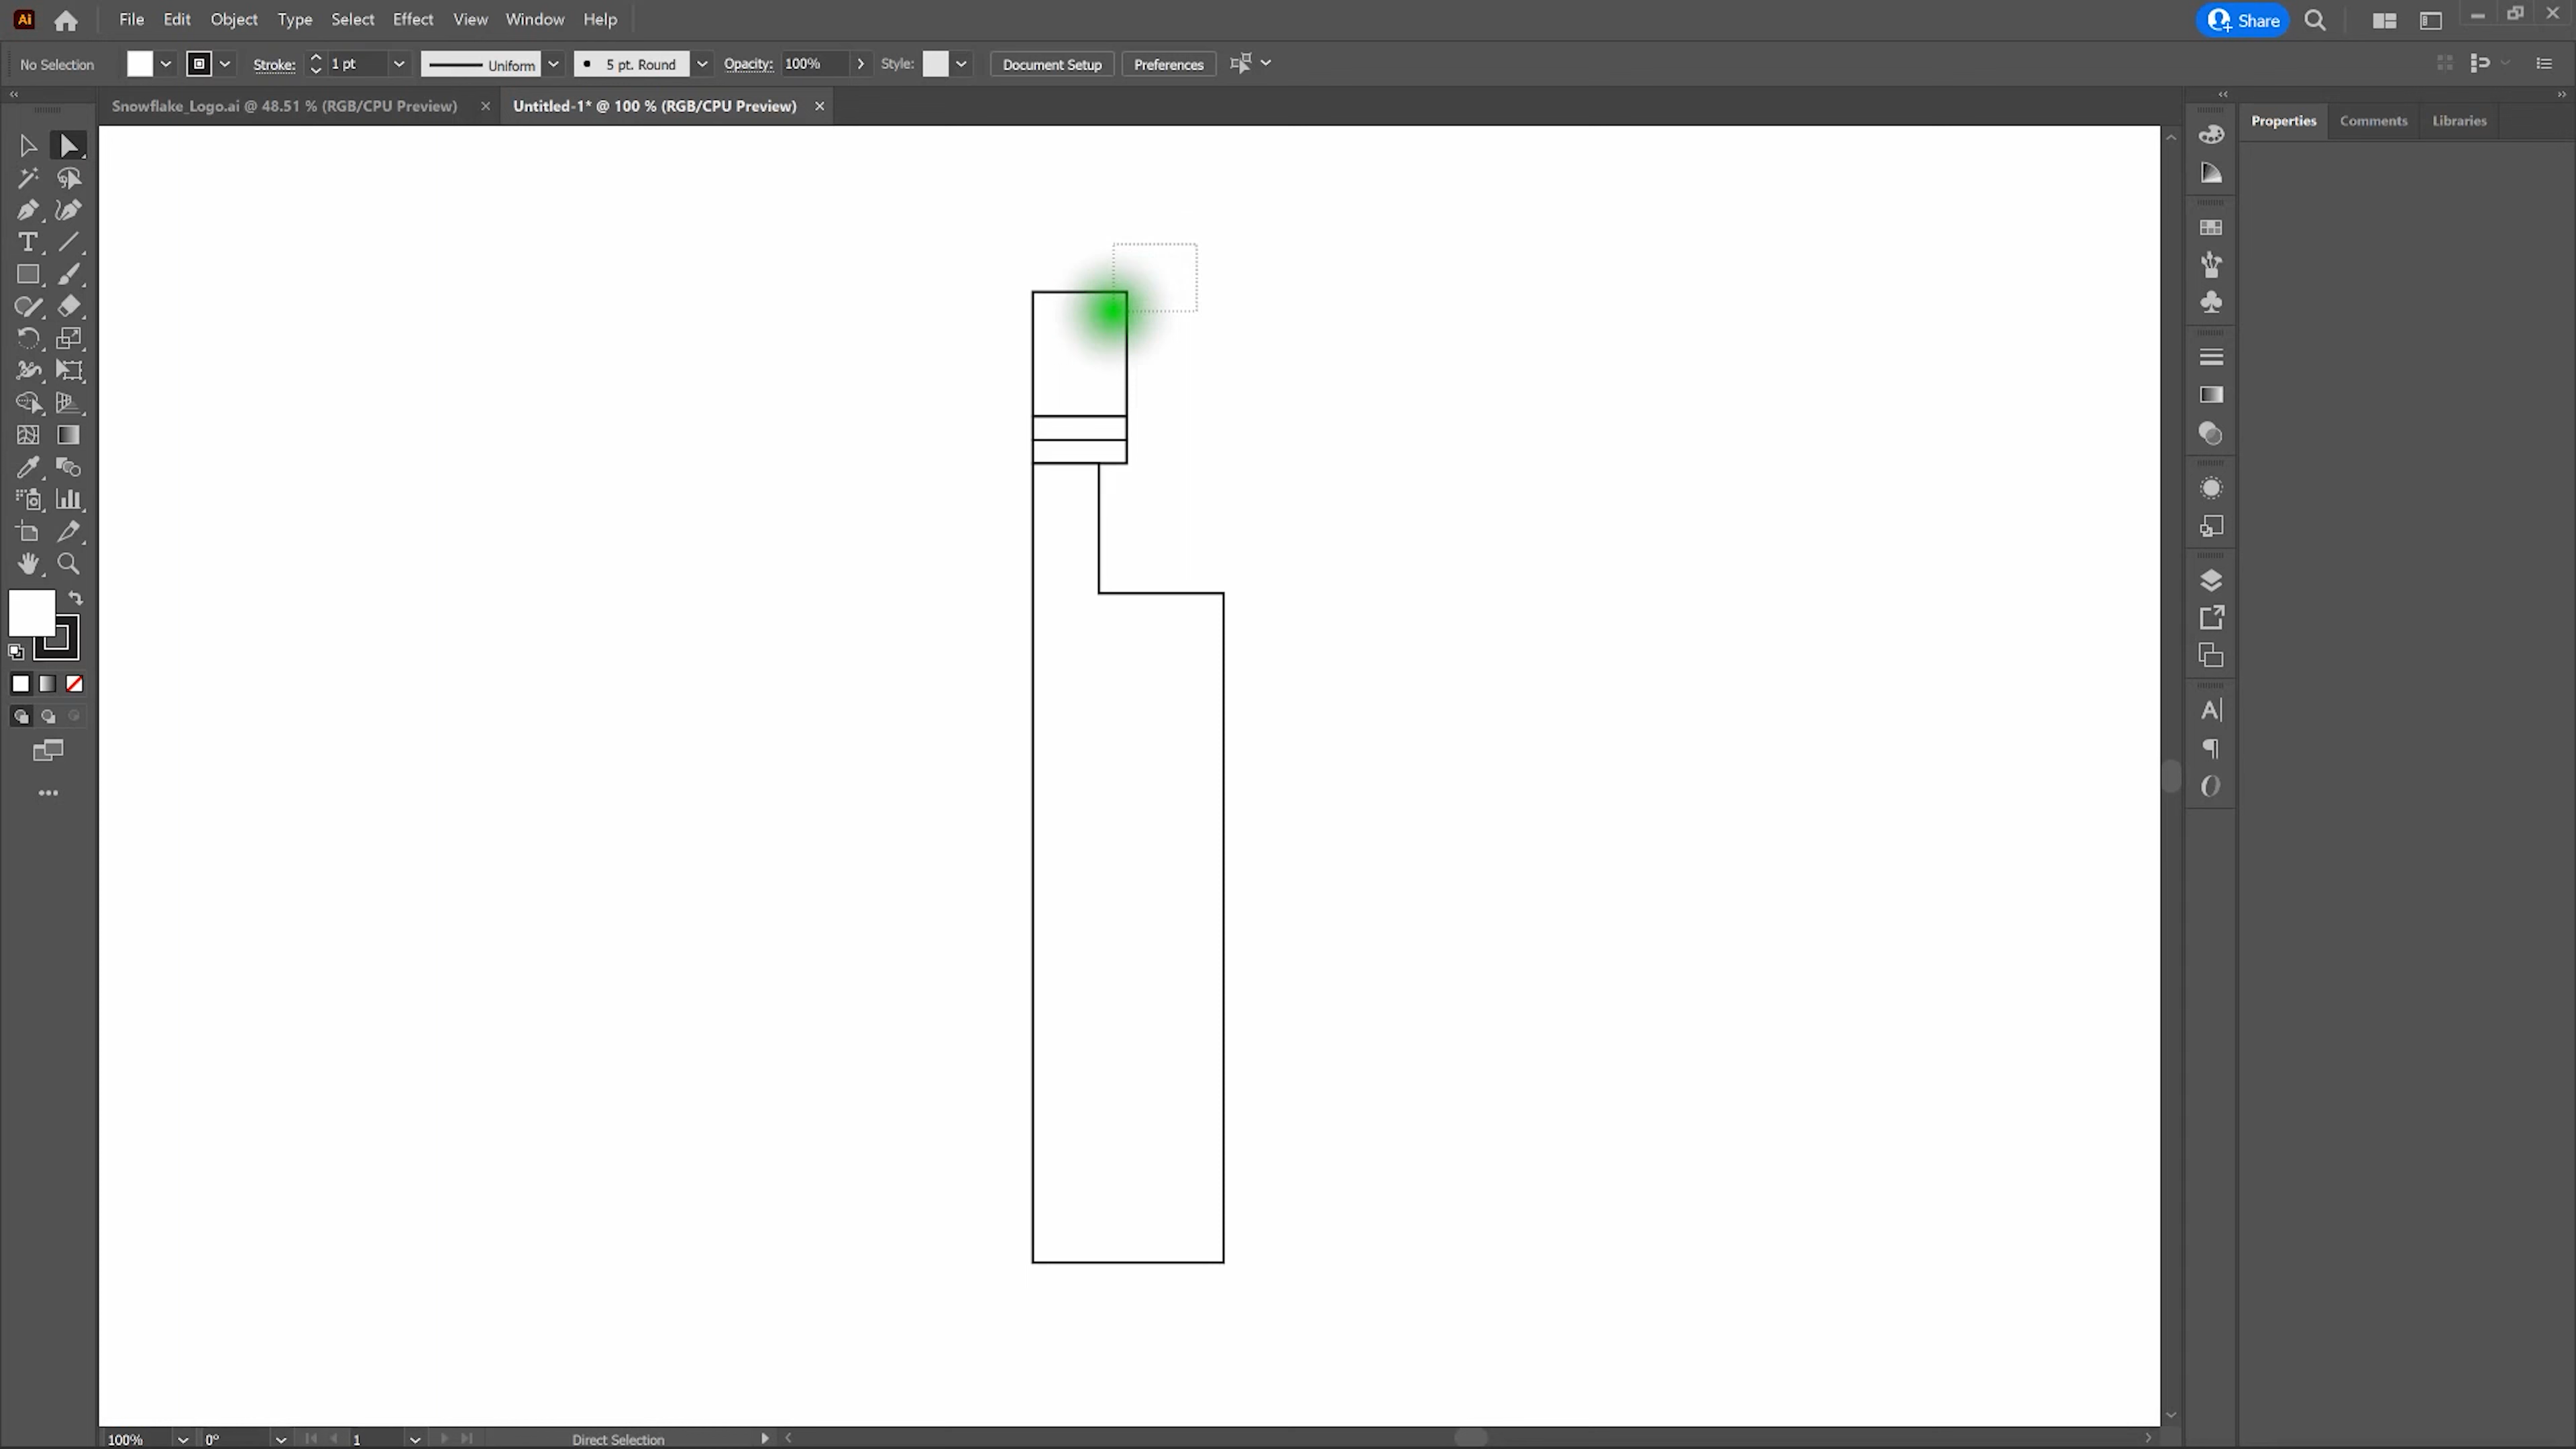 Ai File Edit Object Type Select Effect View Window Help Share
No Selection Stroke: 1 pt Uniform 5 pt. Round Opacity: 100% Style: Document Setup Preferences
Snowflake_Logo.ai @ 48.51 % (RGB/CPU Preview) Untitled-1* @ 100 % (RGB/CPU Preview)
Properties Comments Libraries
100% 0° 1 Direct Selection